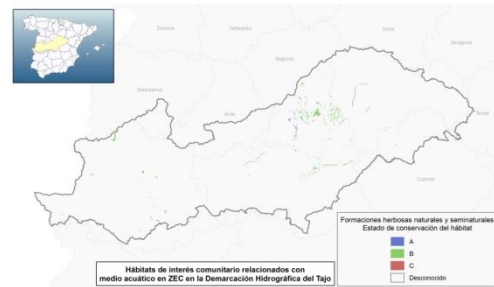 Zamora
Valladolid
Soria
Zaragoza
Segovia
Salamanca
Ávila
Teruel
Cuenca
Formaciones herbosas naturales y seminaturales
Estado de conservación del hábitat
A
B
C
Desconocido
Hábitats de interés comunitario relacionados con
medio acuático en ZEC en la Demarcación Hidrográfica del Tajo